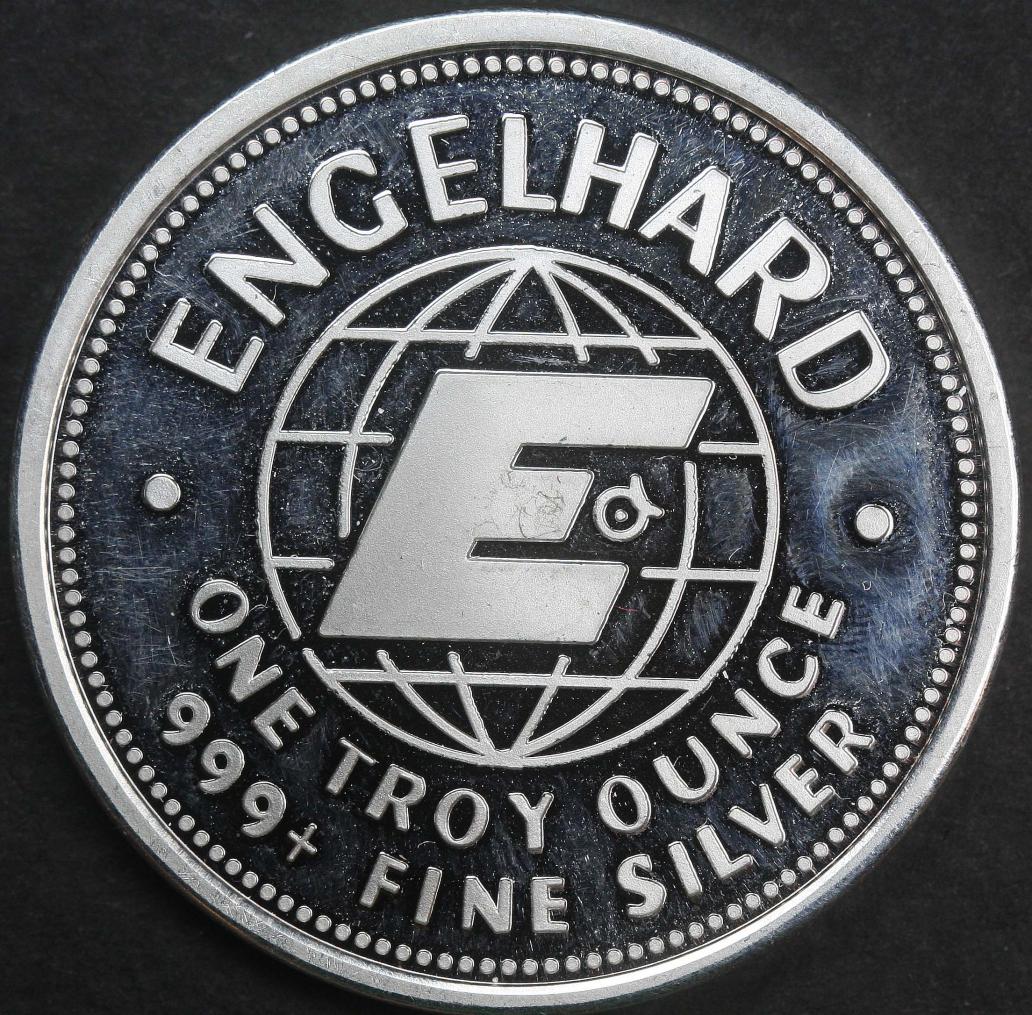 ENGELHARD
E
ONE TROY OUNCE
999+ FINE SILVER